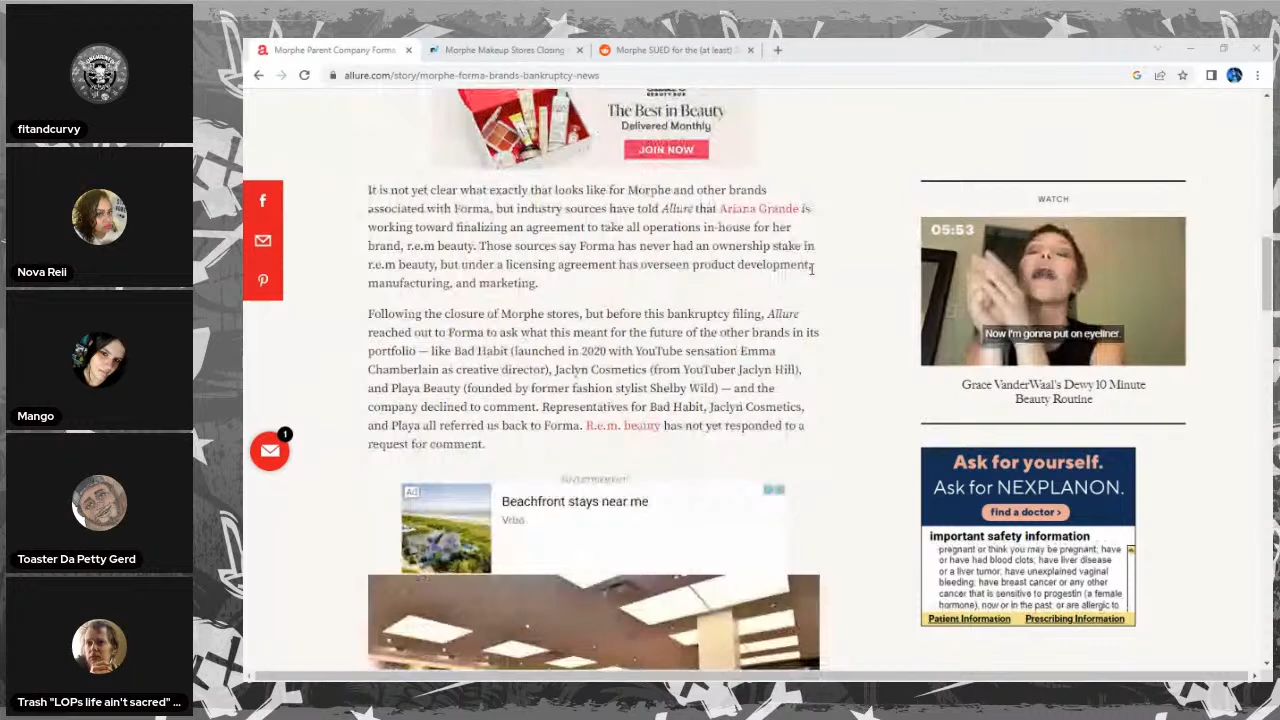 fitandcurvy
Nova Reii
Mango
Toaster Da Petty Gerd
Trash "LOPs life ain't sacred" ...
Morphe Parent Company Forms
Morphe Makeup Stores Closing
Morphe SUED for the (at least)
allure.com/story/morphe-forma-brands-bankruptcy-news
BEAUTY BOX
The Best in Beauty
Delivered Monthly
JOIN NOW
It is not yet clear what exactly that looks like for Morphe and other brands
associated with Forma, but industry sources have told Allure that Ariana Grande is
working toward finalizing an agreement to take all operations in-house for her
brand, r.e.m beauty. Those sources say Forma has never had an ownership stake in
r.e.m beauty, but under a licensing agreement has overseen product development,
manufacturing, and marketing.
Following the closure of Morphe stores, but before this bankruptcy filing, Allure
reached out to Forma to ask what this meant for the future of the other brands in its
portfolio — like Bad Habit (launched in 2020 with YouTube sensation Emma
Chamberlain as creative director), Jaclyn Cosmetics (from YouTuber Jaclyn Hill),
and Playa Beauty (founded by former fashion stylist Shelby Wild) — and the
company declined to comment. Representatives for Bad Habit, Jaclyn Cosmetics,
and Playa all referred us back to Forma. R.e.m. beauty has not yet responded to a
request for comment.
1
ADVERTISEMENT
Ad
Beachfront stays near me
Vrbo
WATCH
05:53
Now I'm gonna put on eyeliner.
Grace VanderWaal's Dewy 10 Minute
Beauty Routine
Ask for yourself.
Ask for NEXPLANON.
find a doctor >
important safety information
pregnant or think you may be pregnant; have
or have had blood clots; have liver disease
or a liver tumor; have unexplained vaginal
bleeding; have breast cancer or any other
cancer that is sensitive to progestin (a female
hormone), now or in the past; or are allergic to
Patient Information Prescribing Information